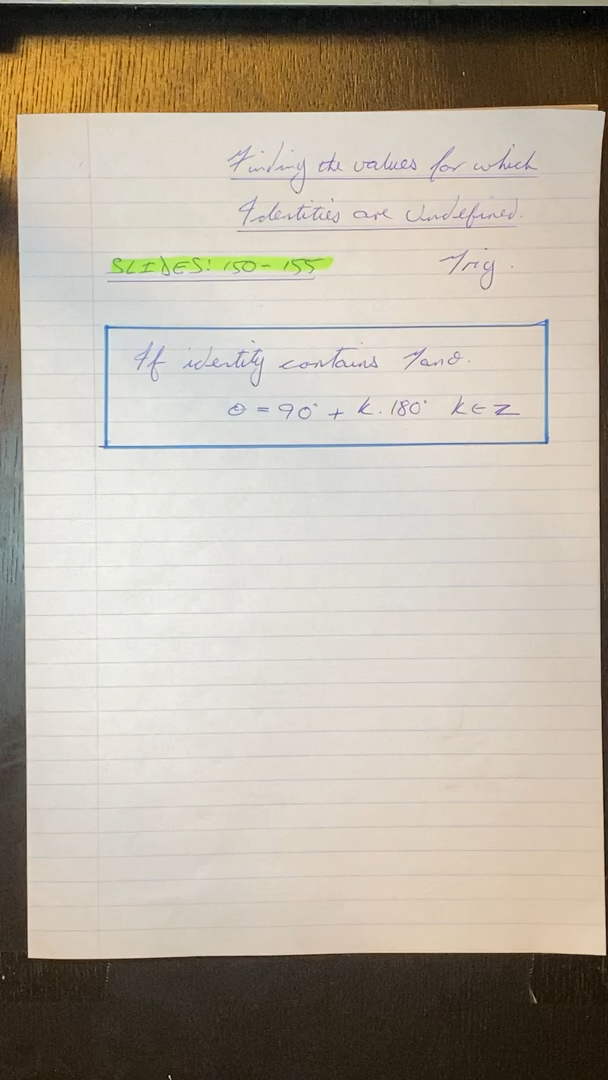 Finding the values for which
Identities are Undefined.
SLIDES: 150-155
Trig.
If identity contains Tanθ.
θ = 90° + k.180° k∈Z